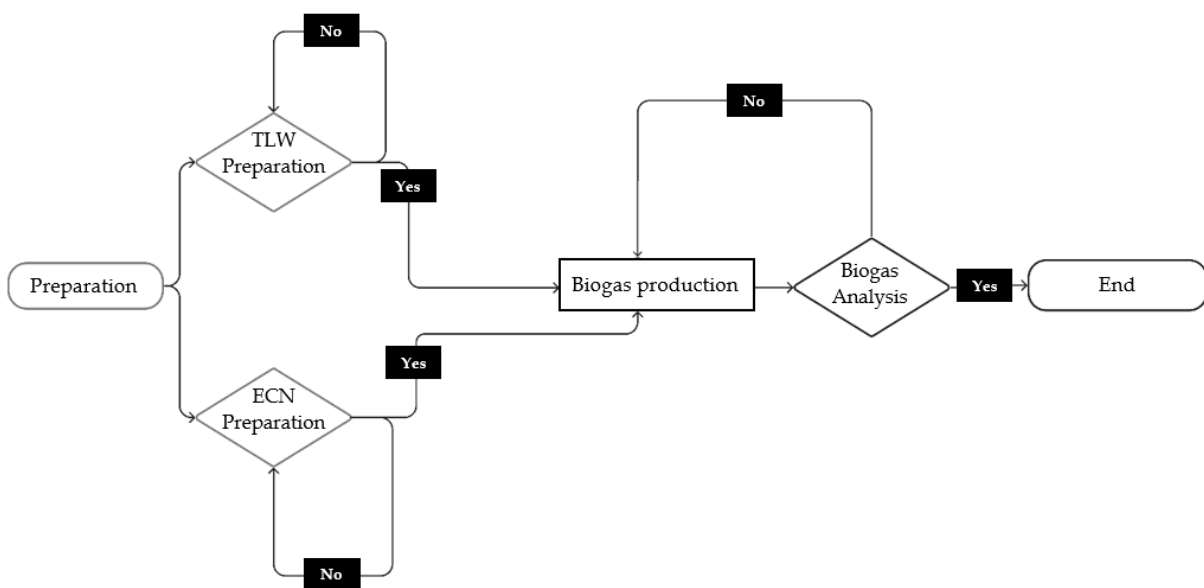 No
TLW
Preparation
Yes
No
Preparation
Biogas production
Biogas
Analysis
Yes
End
Yes
ECN
Preparation
No